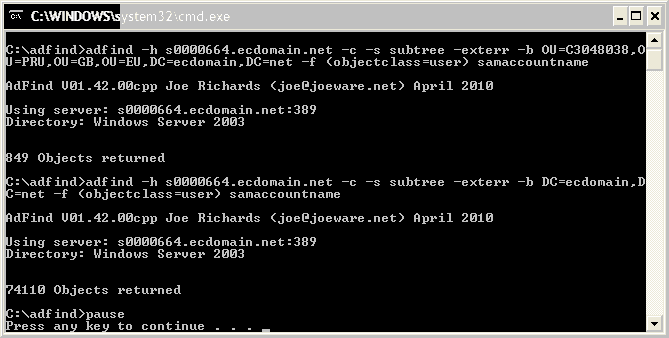 C:\WINDOWS\system32\cmd.exe
C:\adfind>adfind -h s0000664.ecdomain.net -c -s subtree -exterr -b OU=C3048038,O
U=PRU,OU=GB,OU=EU,DC=ecdomain,DC=net -f (objectclass=user) samaccountname
AdFind V01.42.00cpp Joe Richards (joe@joeware.net) April 2010
Using server: s0000664.ecdomain.net:389
Directory: Windows Server 2003
849 Objects returned
C:\adfind>adfind -h s0000664.ecdomain.net -c -s subtree -exterr -b DC=ecdomain,D
C=net -f (objectclass=user) samaccountname
AdFind V01.42.00cpp Joe Richards (joe@joeware.net) April 2010
Using server: s0000664.ecdomain.net:389
Directory: Windows Server 2003
74110 Objects returned
C:\adfind>pause
Press any key to continue . . .